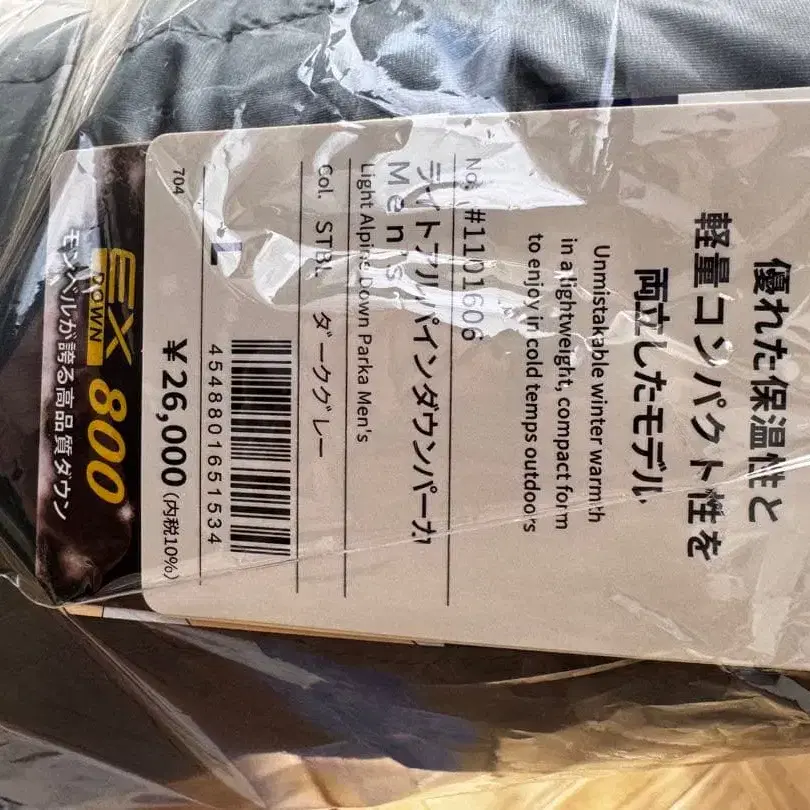 優れた保温性と
軽量コンパクト性を
両立したモデル
Unmistakable winter warmth
in a lightweight, compact form
to enjoy in cold temps outdoors
No. #1101606
ライトアルパインダウンパーカ
Men's
Light Alpine Down Parka Men's
Col. STBL ダークグレー
L
4548801651534
704
¥26,000(内税10%)
EX 800
DOWN
モンベルが誇る高品質ダウン